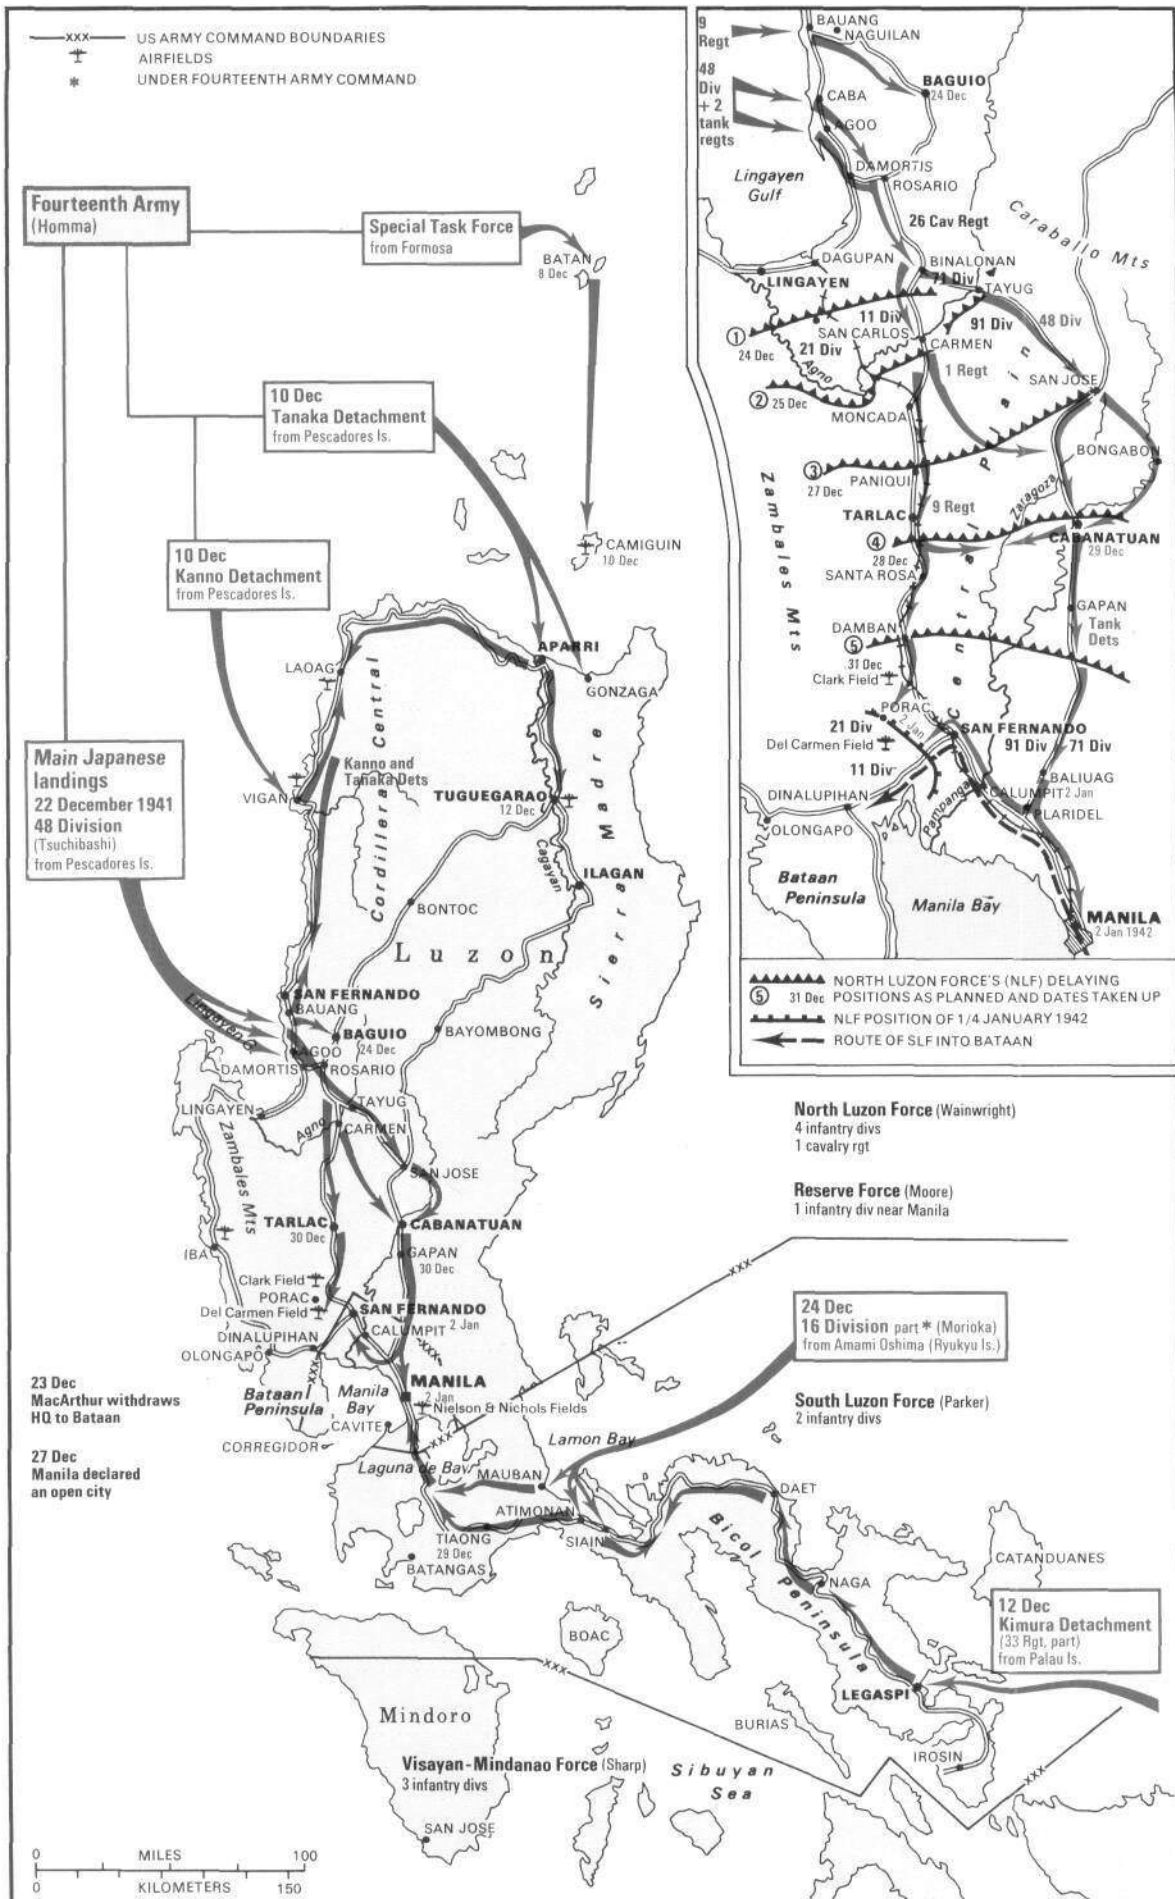 XXX US ARMY COMMAND BOUNDARIES
AIRFIELDS
* UNDER FOURTEENTH ARMY COMMAND
Fourteenth Army
(Homma)
Special Task Force
from Formosa
BATAN
8 Dec
10 Dec
Tanaka Detachment
from Pescadores Is.
10 Dec
Kanno Detachment
from Pescadores Is.
CAMIGUIN
10 Dec
Main Japanese
landings
22 December 1941
48 Division
(Tsuchibashi)
from Pescadores Is.
LAOAG
APARRI
GONZAGA
VIGAN
Kanno and
Tanaka Dets
Cordillera Central
TUGUEGARAO
12 Dec
Cagayan
Sierra Madre
ILAGAN
BONTOC
Luzon
SAN FERNANDO
BAUANG
Lingayen G.
BAGUIO
24 Dec
BAYOMBONG
AGOO
DAMORTIS
ROSARIO
LINGAYEN
TAYUG
Agno
CARMEN
Zambales Mts
SAN JOSE
TARLAC
30 Dec
CABANATUAN
IBA
GAPAN
30 Dec
Clark Field
PORAC
Del Carmen Field
SAN FERNANDO
2 Jan
DINALUPIHAN
CALUMPIT
OLONGAPO
XXX
XXX
Bataan
Peninsula
Manila
Bay
MANILA
2 Jan
Nielson & Nichols Fields
CAVITE
CORREGIDOR
XXX
Laguna de Bay
23 Dec
MacArthur withdraws
HQ to Bataan
27 Dec
Manila declared
an open city
Lamon Bay
MAUBAN
ATIMONAN
TIAONG
29 Dec
SIAIN
BATANGAS
DAET
Bicol Peninsula
NAGA
CATANDUANES
12 Dec
Kimura Detachment
(33 Rgt, part)
from Palau Is.
BOAC
XXX
LEGASPI
Mindoro
BURIAS
IROSIN
XXX
Visayan-Mindanao Force (Sharp)
3 infantry divs
Sibuyan
Sea
SAN JOSE
0 MILES 100
0 KILOMETERS 150
North Luzon Force (Wainwright)
4 infantry divs
1 cavalry rgt
Reserve Force (Moore)
1 infantry div near Manila
XXX
24 Dec
16 Division part * (Morioka)
from Amami Oshima (Ryukyu Is.)
South Luzon Force (Parker)
2 infantry divs
9
Regt
BAUANG
NAGUILAN
48
Div
+ 2
tank
regts
CABA
BAGUIO
24 Dec
AGOO
Lingayen
Gulf
DAMORTIS
ROSARIO
26 Cav Regt
Caraballo Mts
DAGUPAN
BINALONAN
LINGAYEN
71 Div
TAYUG
11 Div
SAN CARLOS
91 Div
48 Div
1
24 Dec
21 Div
CARMEN
Agno
1 Regt
SAN JOSE
2 25 Dec
MONCADA
BONGABON
3
27 Dec
PANIQUI
Zaragoza
Zambales Mts
Central Plain
9 Regt
TARLAC
4
28 Dec
CABANATUAN
29 Dec
SANTA ROSA
GAPAN
Tank
Dets
DAMBAN
5
31 Dec
Clark Field
PORAC
2 Jan
21 Div
Del Carmen Field
SAN FERNANDO
91 Div
71 Div
11 Div
BALIUAG
DINALUPIHAN
Pampanga
CALUMPIT 2 Jan
PLARIDEL
OLONGAPO
Bataan
Peninsula
Manila Bay
MANILA
2 Jan 1942
NORTH LUZON FORCE'S (NLF) DELAYING
5 31 Dec POSITIONS AS PLANNED AND DATES TAKEN UP
NLF POSITION OF 1/4 JANUARY 1942
ROUTE OF SLF INTO BATAAN